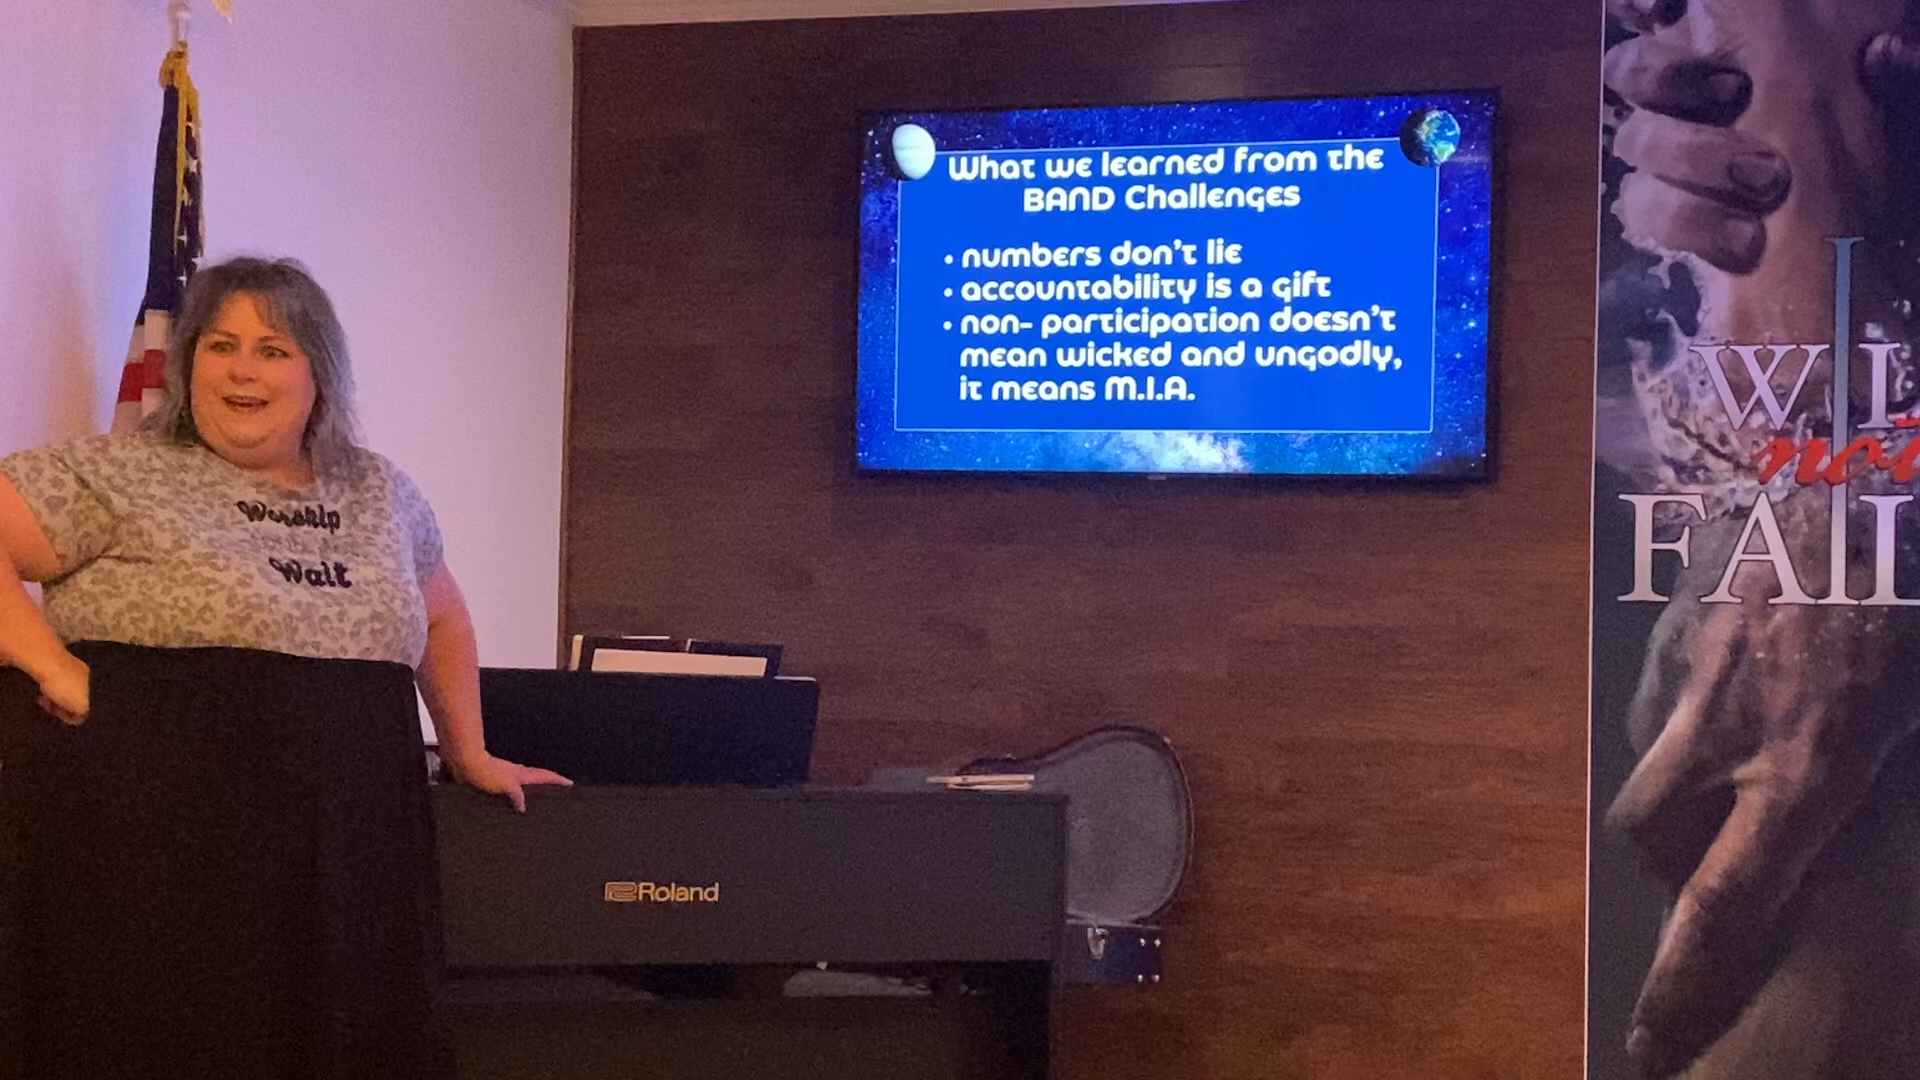 What we learned from the
BAND Challenges
• numbers don't lie
• accountability is a gift
• non- participation doesn't
mean wicked and ungodly,
it means M.I.A.
Worship
Wait
Roland
W I
not
FAIL